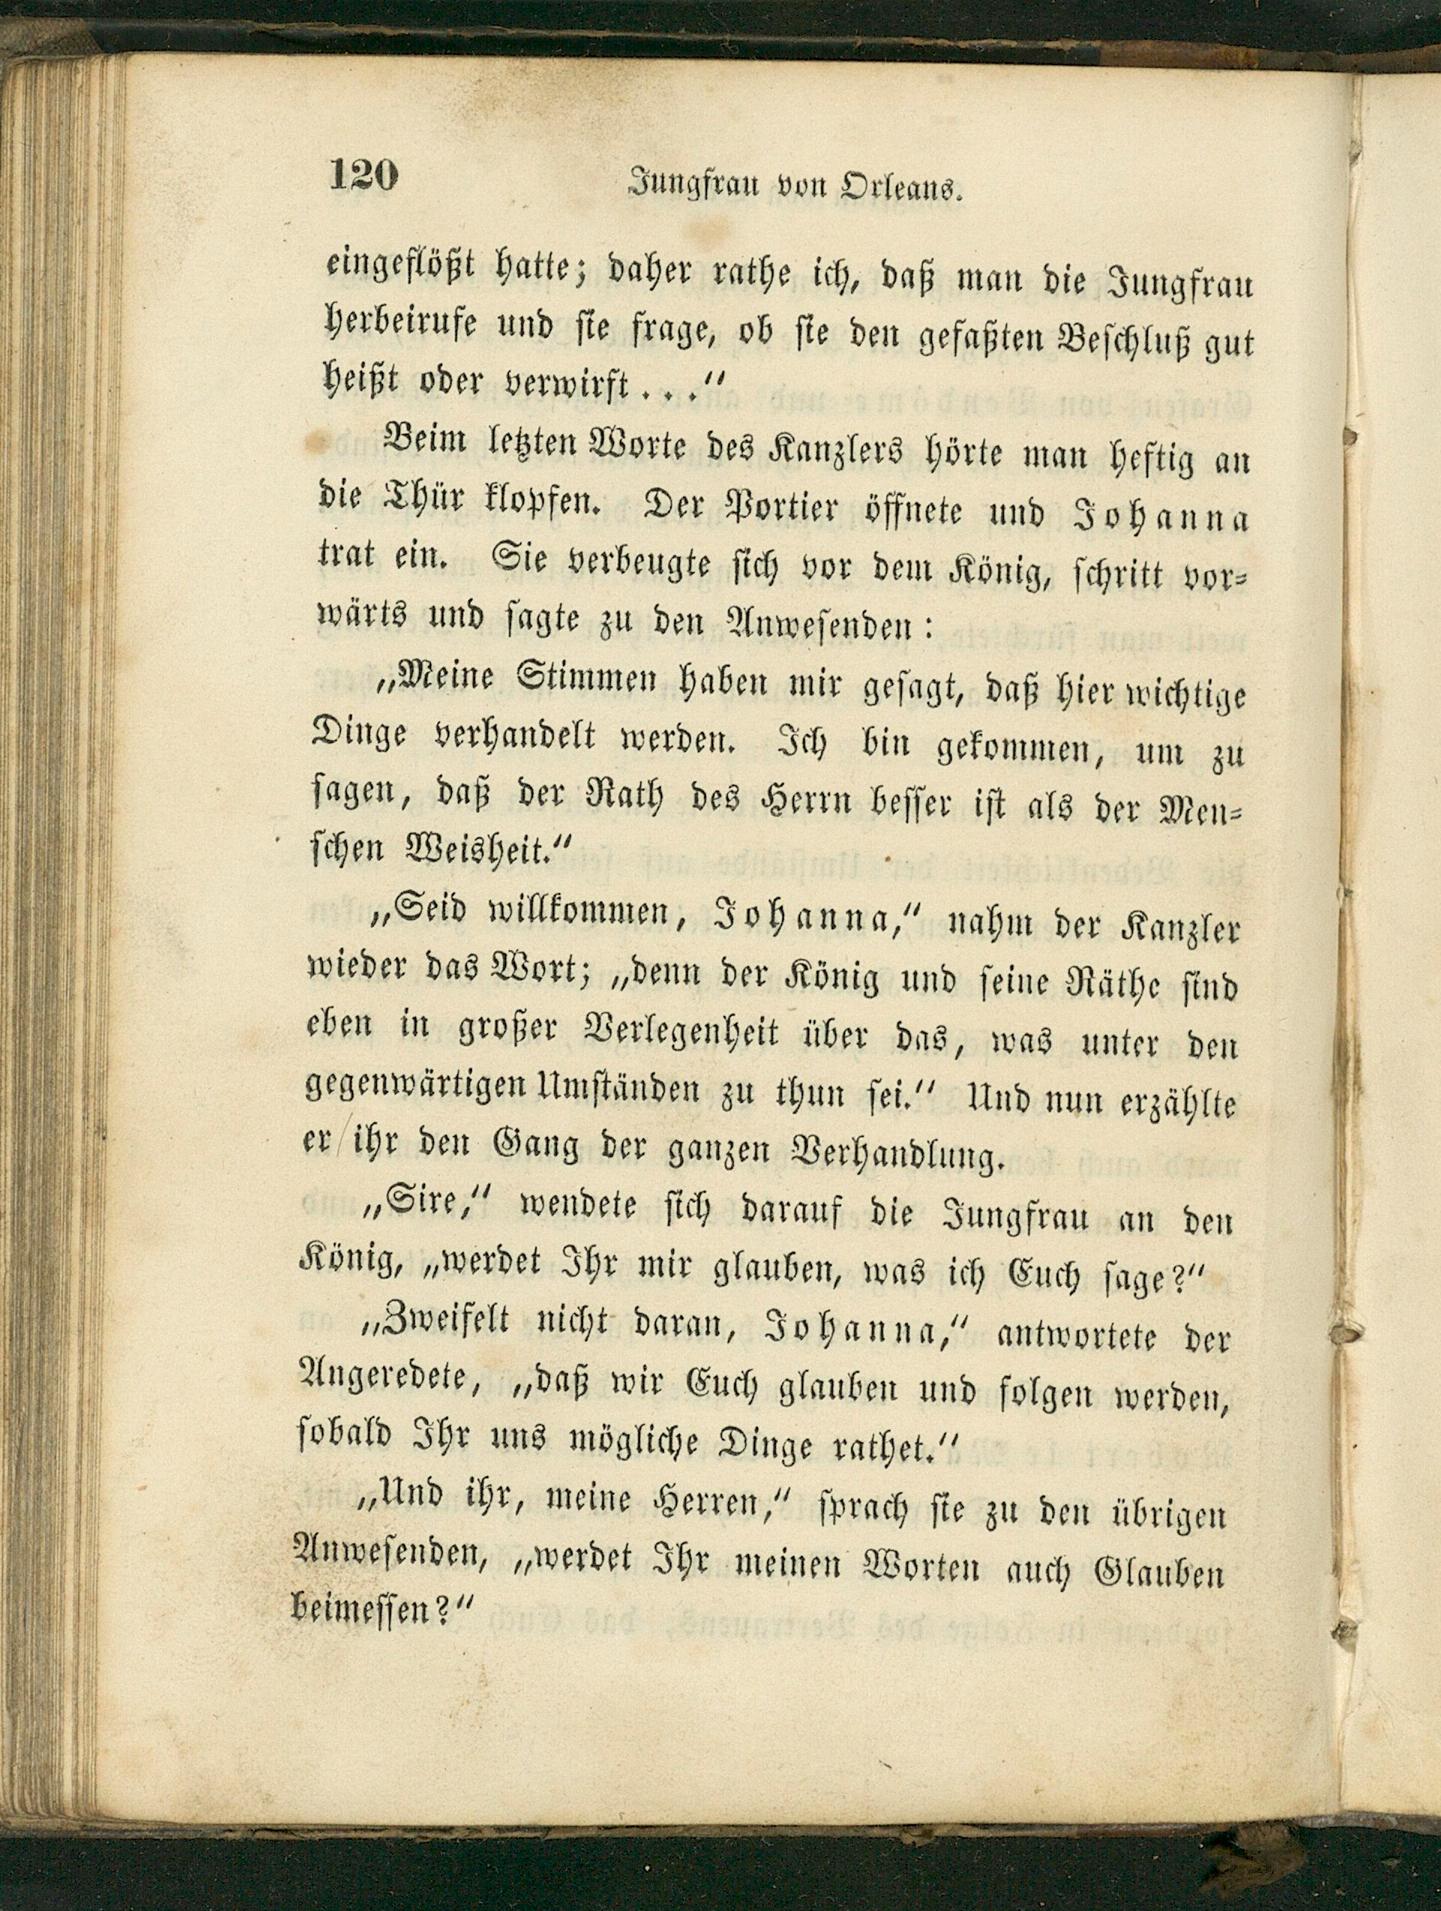 120 Jungfrau von Orleans.
eingeflößt hatte; daher rathe ich, daß man die Jungfrau
herbeirufe und sie frage, ob sie den gefaßten Beschluß gut
heißt oder verwirft . . .“
Beim letzten Worte des Kanzlers hörte man heftig an
die Thür klopfen. Der Portier öffnete und Johanna
trat ein. Sie verbeugte sich vor dem König, schritt vor-
wärts und sagte zu den Anwesenden:
„Meine Stimmen haben mir gesagt, daß hier wichtige
Dinge verhandelt werden. Ich bin gekommen, um zu
sagen, daß der Rath des Herrn besser ist als der Men-
schen Weisheit.“
„Seid willkommen, Johanna,“ nahm der Kanzler
wieder das Wort; „denn der König und seine Räthe sind
eben in großer Verlegenheit über das, was unter den
gegenwärtigen Umständen zu thun sei.“ Und nun erzählte
er ihr den Gang der ganzen Verhandlung.
„Sire,“ wendete sich darauf die Jungfrau an den
König, „werdet Ihr mir glauben, was ich Euch sage?“
„Zweifelt nicht daran, Johanna,“ antwortete der
Angeredete, „daß wir Euch glauben und folgen werden,
sobald Ihr uns mögliche Dinge rathet.“
„Und ihr, meine Herren,“ sprach sie zu den übrigen
Anwesenden, „werdet Ihr meinen Worten auch Glauben
beimessen?“